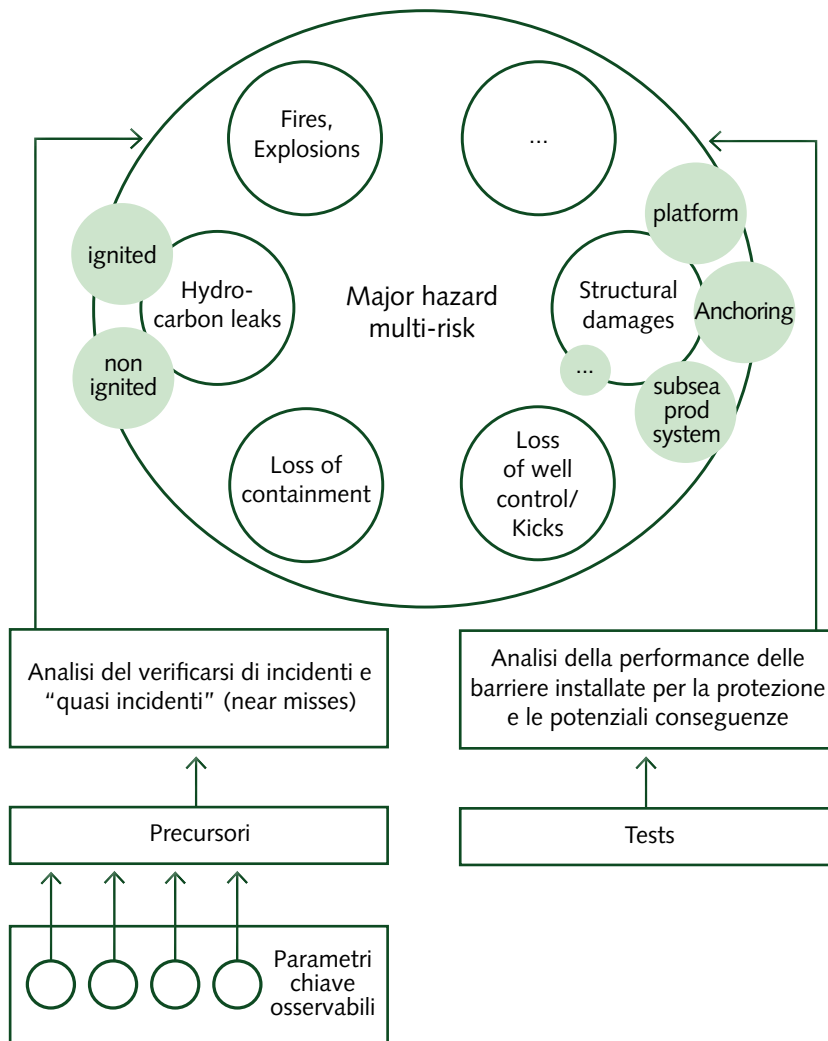 Fires,
Explosions
...
ignited
platform
Hydro-
carbon leaks
Major hazard
multi-risk
Structural
damages
Anchoring
non
ignited
...
subsea
prod
system
Loss of
containment
Loss
of well
control/
Kicks
Analisi del verificarsi di incidenti e
“quasi incidenti” (near misses)
Analisi della performance delle
barriere installate per la protezione
e le potenziali conseguenze
Precursori
Tests
Parametri
chiave
osservabili